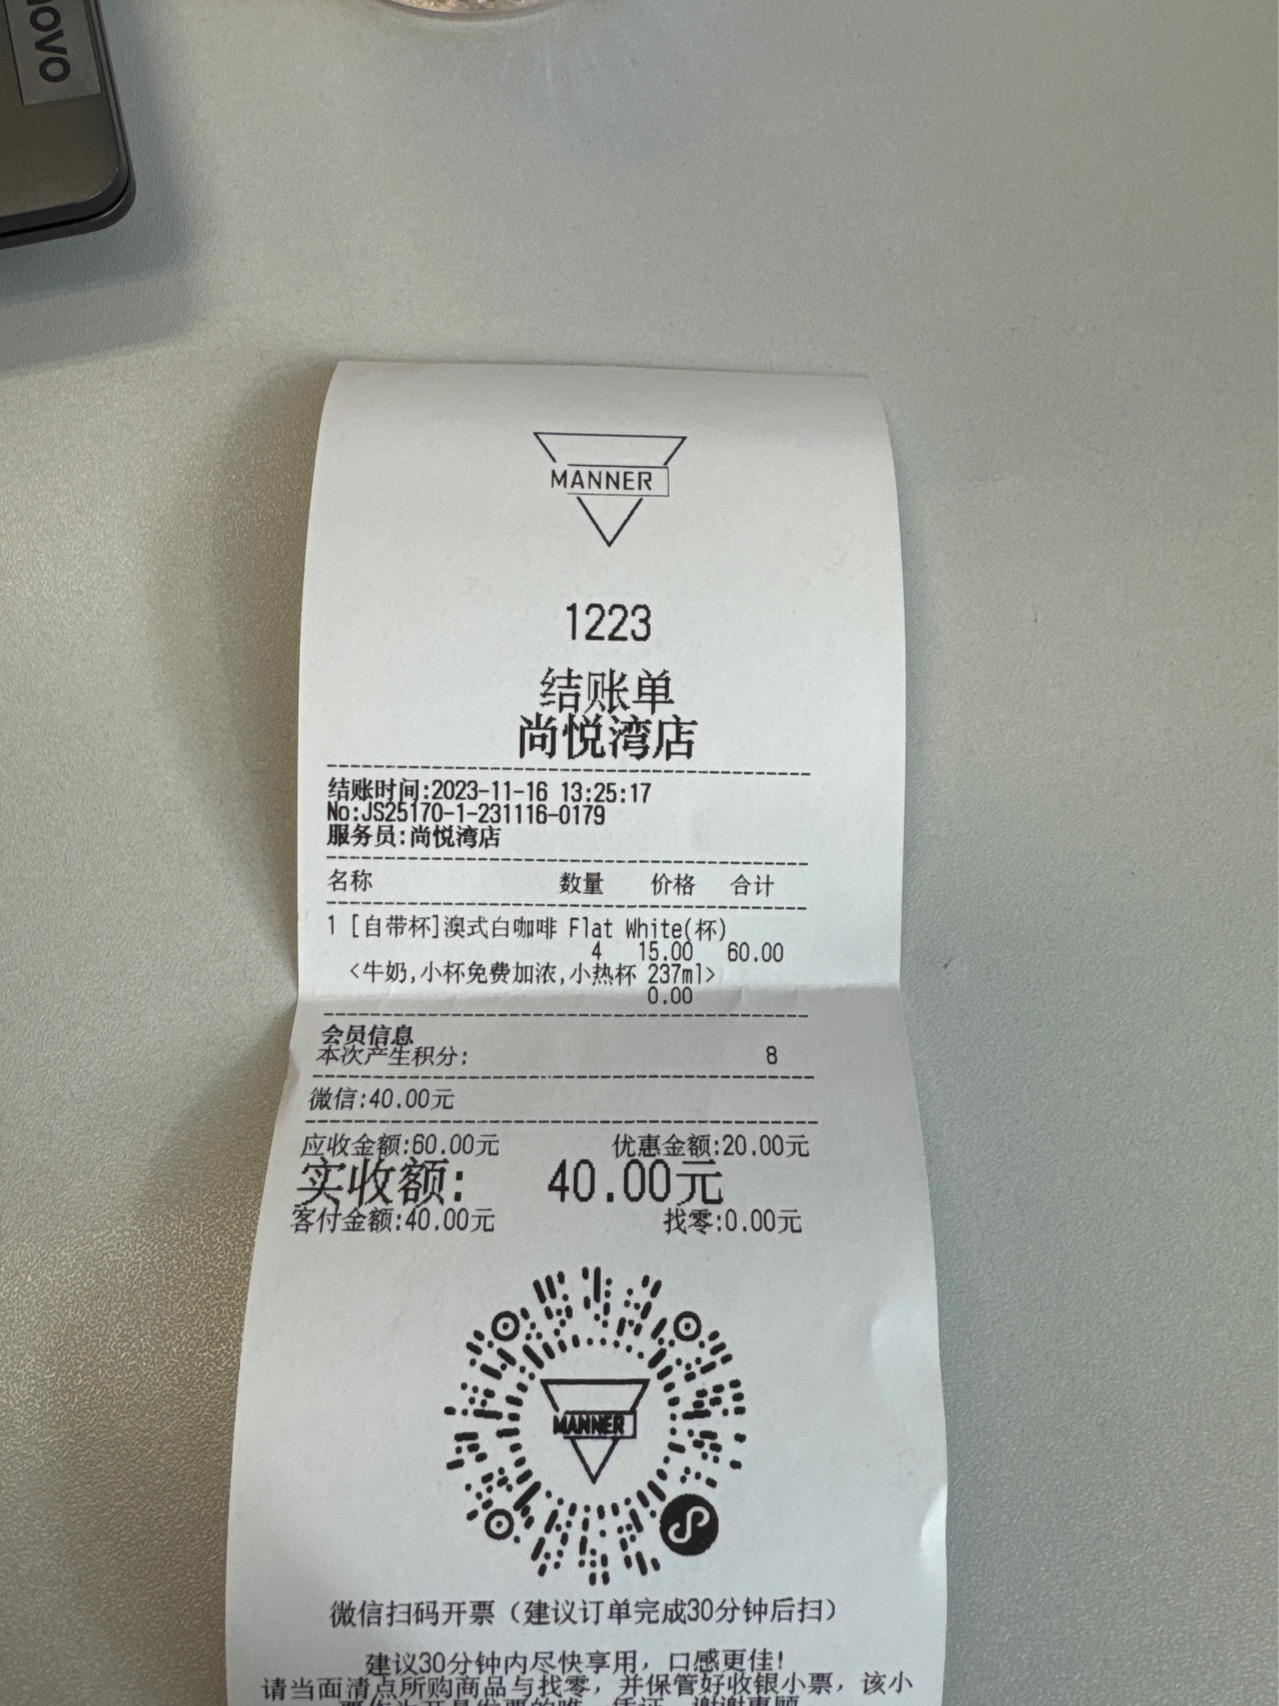 novo
MANNER
1223
结账单
尚悦湾店
结账时间:2023-11-16 13:25:17
No:JS25170-1-231116-0179
服务员:尚悦湾店
名称 数量 价格 合计
1 [自带杯]澳式白咖啡 Flat White(杯)
4 15.00 60.00
<牛奶,小杯免费加浓,小热杯 237ml>
0.00
会员信息
本次产生积分: 8
微信:40.00元
应收金额:60.00元 优惠金额:20.00元
实收额: 40.00元
客付金额:40.00元 找零:0.00元
MANNER
微信扫码开票（建议订单完成30分钟后扫）
建议30分钟内尽快享用，口感更佳!
请当面清点所购商品与找零，并保管好收银小票，该小